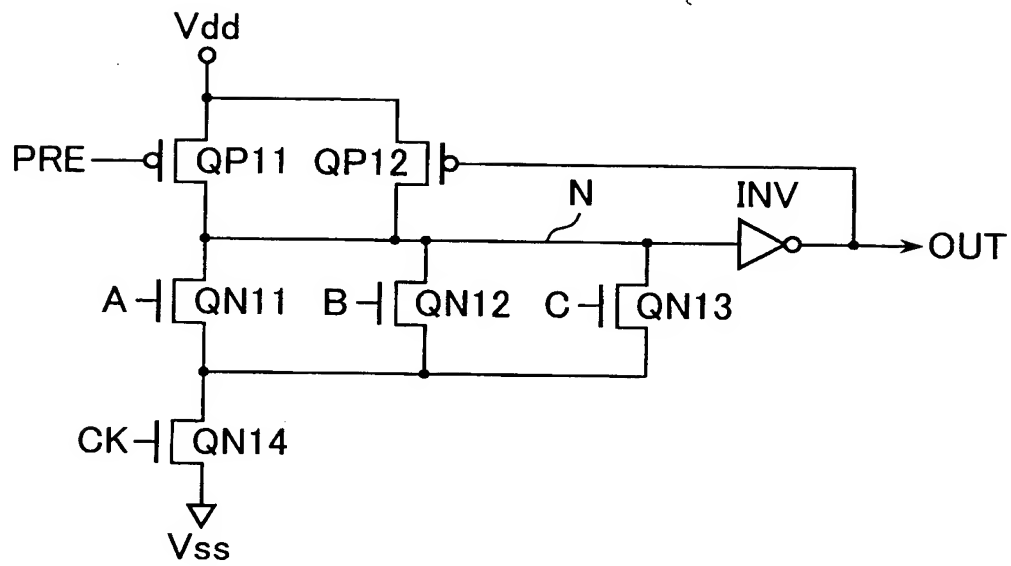 Vdd
PRE
QP11
QP12
INV
N
OUT
A
QN11
B
QN12
C
QN13
CK
QN14
Vss